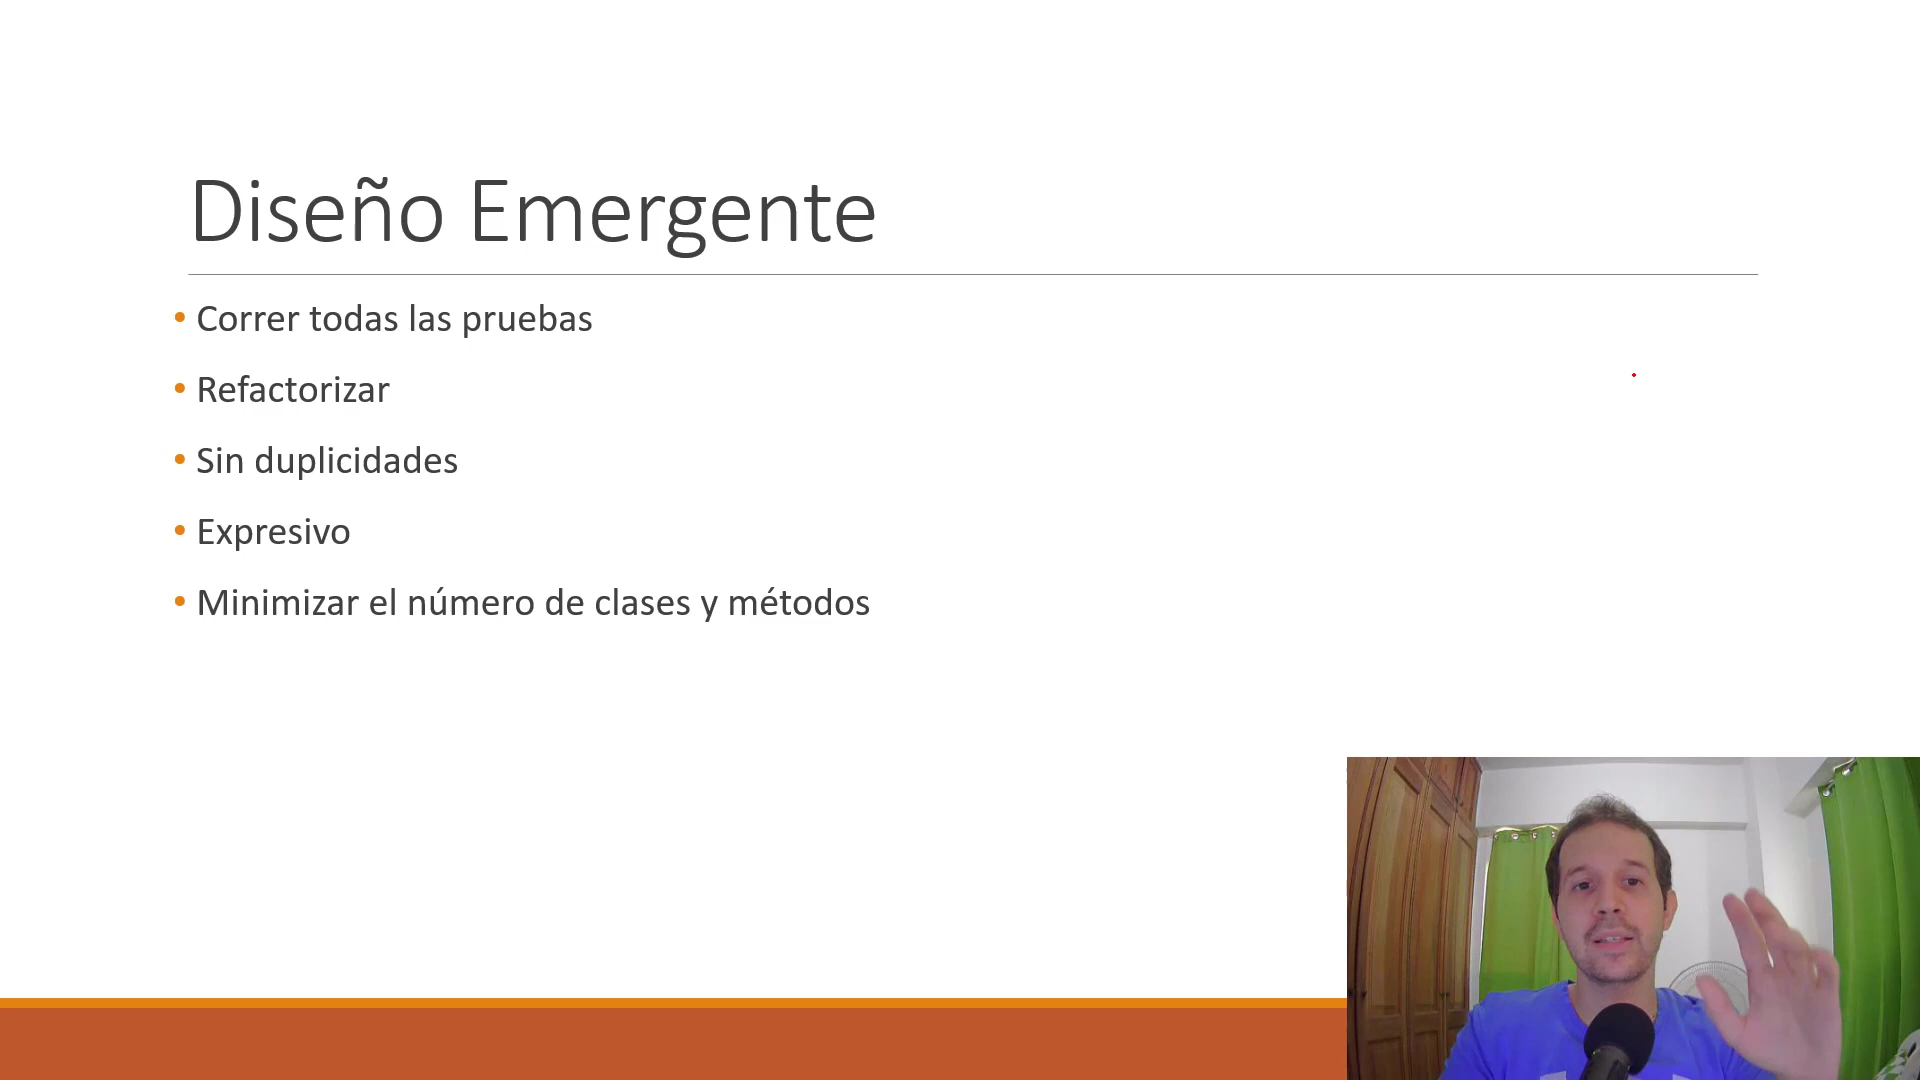 Diseño Emergente
• Correr todas las pruebas
• Refactorizar
• Sin duplicidades
• Expresivo
• Minimizar el número de clases y métodos